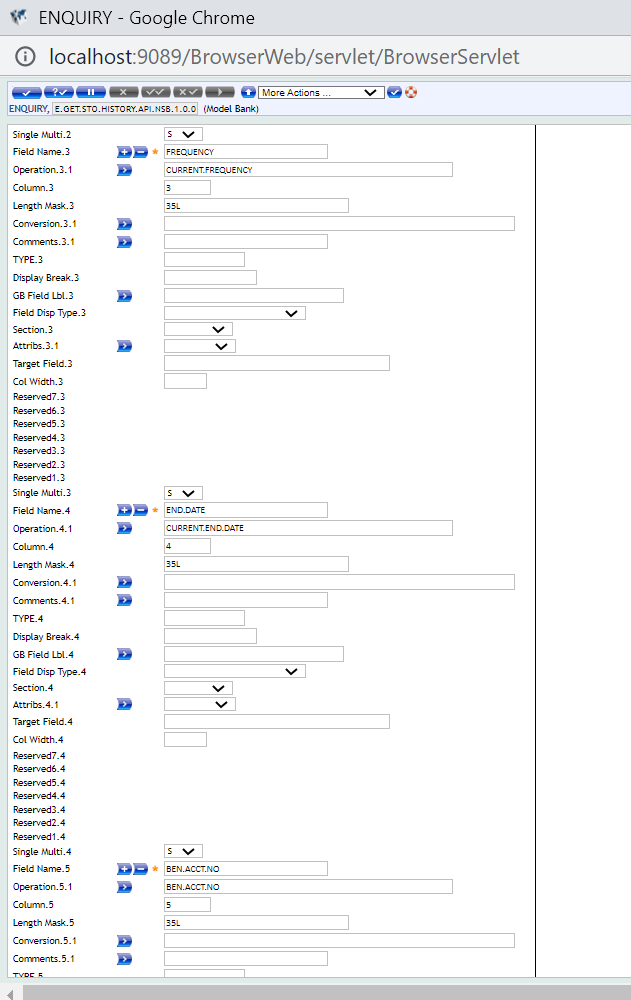 ENQUIRY - Google Chrome
localhost:9089/BrowserWeb/servlet/BrowserServlet
More Actions ...
ENQUIRY, E.GET.STO.HISTORY.API.NSB.1.0.0 (Model Bank)
Single Multi.2 S
Field Name.3 * FREQUENCY
Operation.3.1 CURRENT.FREQUENCY
Column.3 3
Length Mask.3 35L
Conversion.3.1
Comments.3.1
TYPE.3
Display Break.3
GB Field Lbl.3
Field Disp Type.3
Section.3
Attribs.3.1
Target Field.3
Col Width.3
Reserved7.3
Reserved6.3
Reserved5.3
Reserved4.3
Reserved3.3
Reserved2.3
Reserved1.3
Single Multi.3 S
Field Name.4 * END.DATE
Operation.4.1 CURRENT.END.DATE
Column.4 4
Length Mask.4 35L
Conversion.4.1
Comments.4.1
TYPE.4
Display Break.4
GB Field Lbl.4
Field Disp Type.4
Section.4
Attribs.4.1
Target Field.4
Col Width.4
Reserved7.4
Reserved6.4
Reserved5.4
Reserved4.4
Reserved3.4
Reserved2.4
Reserved1.4
Single Multi.4 S
Field Name.5 * BEN.ACCT.NO
Operation.5.1 BEN.ACCT.NO
Column.5 5
Length Mask.5 35L
Conversion.5.1
Comments.5.1
TYPE.5